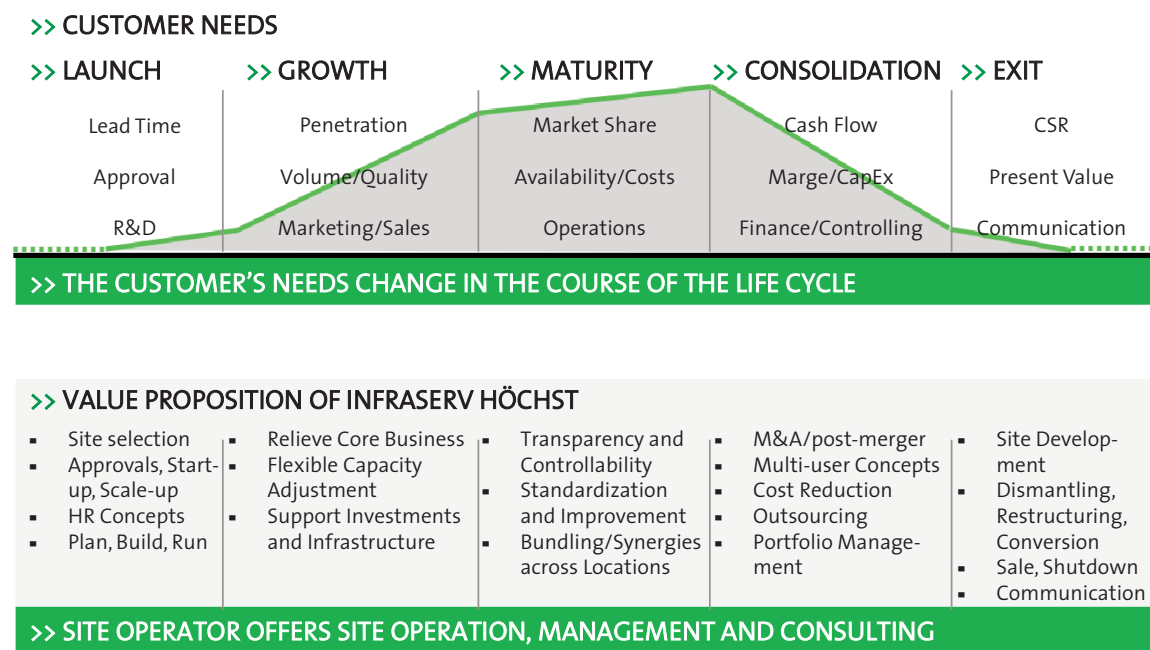 >> CUSTOMER NEEDS
>> LAUNCH
Lead Time
Approval
R&D
>> GROWTH
Penetration
Volume/Quality
Marketing/Sales
>> MATURITY
Market Share
Availability/Costs
Operations
>> CONSOLIDATION
Cash Flow
Marge/CapEx
Finance/Controlling
>> EXIT
CSR
Present Value
Communication
>> THE CUSTOMER'S NEEDS CHANGE IN THE COURSE OF THE LIFE CYCLE
>> VALUE PROPOSITION OF INFRASERV HÖCHST
▪ Site selection
▪ Approvals, Start-
up, Scale-up
▪ HR Concepts
▪ Plan, Build, Run
▪ Relieve Core Business
▪ Flexible Capacity
Adjustment
▪ Support Investments
and Infrastructure
▪ Transparency and
Controllability
▪ Standardization
and Improvement
▪ Bundling/Synergies
across Locations
▪ M&A/post-merger
▪ Multi-user Concepts
▪ Cost Reduction
▪ Outsourcing
▪ Portfolio Manage-
ment
▪ Site Develop-
ment
▪ Dismantling,
Restructuring,
Conversion
▪ Sale, Shutdown
▪ Communication
>> SITE OPERATOR OFFERS SITE OPERATION, MANAGEMENT AND CONSULTING